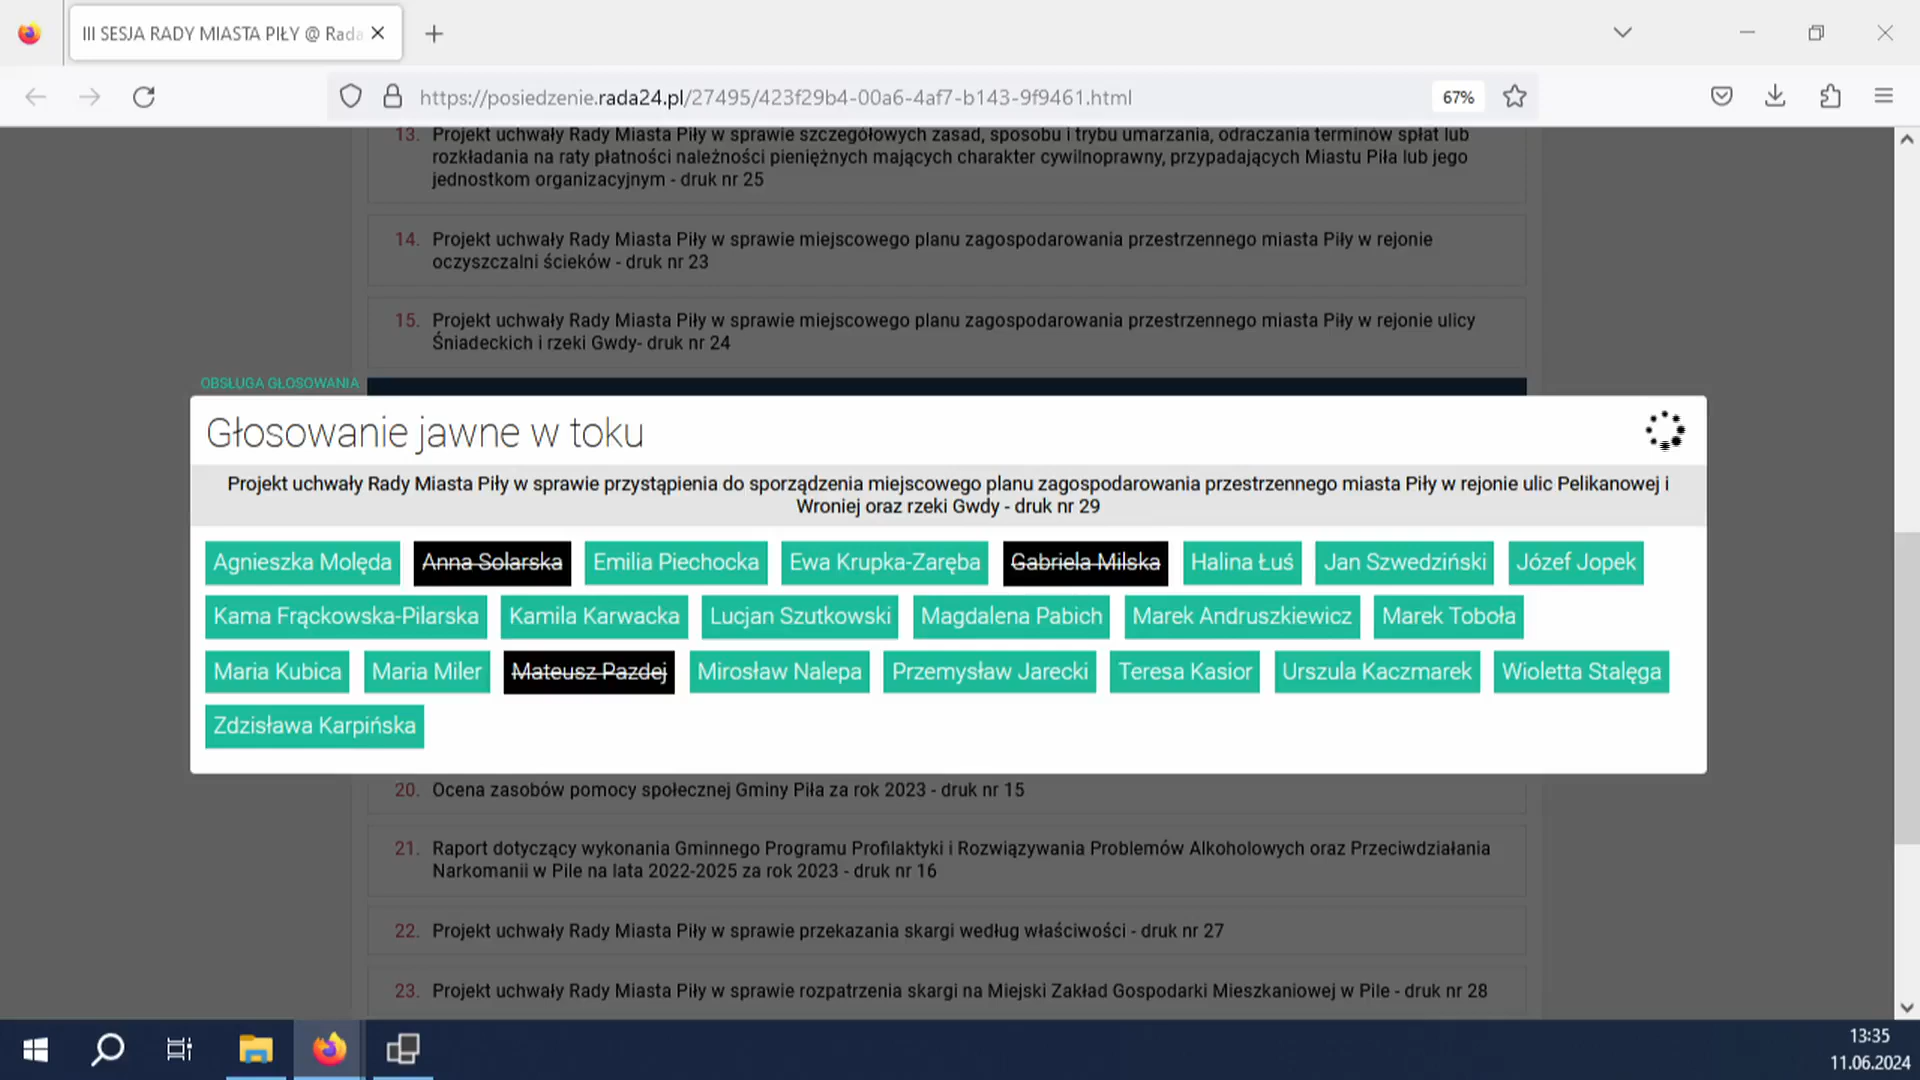 III SESJA RADY MIASTA PIŁY @ Rada
https://posiedzenie.rada24.pl/27495/423f29b4-00a6-4af7-b143-9f9461.html
67%
13. Projekt uchwały Rady Miasta Piły w sprawie szczegółowych zasad, sposobu i trybu umarzania, odraczania terminów spłat lub
rozkładania na raty płatności należności pieniężnych mających charakter cywilnoprawny, przypadających Miastu Piła lub jego
jednostkom organizacyjnym - druk nr 25
14. Projekt uchwały Rady Miasta Piły w sprawie miejscowego planu zagospodarowania przestrzennego miasta Piły w rejonie
oczyszczalni ścieków - druk nr 23
15. Projekt uchwały Rady Miasta Piły w sprawie miejscowego planu zagospodarowania przestrzennego miasta Piły w rejonie ulicy
Śniadeckich i rzeki Gwdy- druk nr 24
OBSŁUGA GŁOSOWANIA
Głosowanie jawne w toku
Projekt uchwały Rady Miasta Piły w sprawie przystąpienia do sporządzenia miejscowego planu zagospodarowania przestrzennego miasta Piły w rejonie ulic Pelikanowej i
Wroniej oraz rzeki Gwdy - druk nr 29
Agnieszka Molęda Anna Solarska Emilia Piechocka Ewa Krupka-Zaręba Gabriela Milska Halina Łuś Jan Szwedziński Józef Jopek
Kama Frąckowska-Pilarska Kamila Karwacka Lucjan Szutkowski Magdalena Pabich Marek Andruszkiewicz Marek Toboła
Maria Kubica Maria Miler Mateusz Pazdej Mirosław Nalepa Przemysław Jarecki Teresa Kasior Urszula Kaczmarek Wioletta Stalęga
Zdzisława Karpińska
20. Ocena zasobów pomocy społecznej Gminy Piła za rok 2023 - druk nr 15
21. Raport dotyczący wykonania Gminnego Programu Profilaktyki i Rozwiązywania Problemów Alkoholowych oraz Przeciwdziałania
Narkomanii w Pile na lata 2022-2025 za rok 2023 - druk nr 16
22. Projekt uchwały Rady Miasta Piły w sprawie przekazania skargi według właściwości - druk nr 27
23. Projekt uchwały Rady Miasta Piły w sprawie rozpatrzenia skargi na Miejski Zakład Gospodarki Mieszkaniowej w Pile - druk nr 28
13:35
11.06.2024